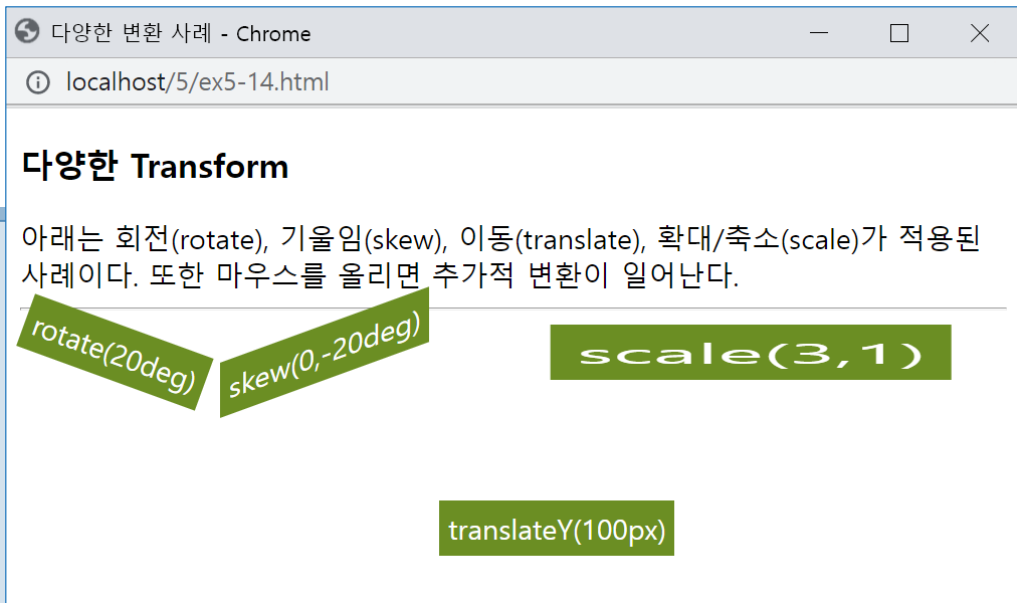 다양한 변환 사례 - Chrome
localhost/5/ex5-14.html
다양한 Transform
아래는 회전(rotate), 기울임(skew), 이동(translate), 확대/축소(scale)가 적용된
사례이다. 또한 마우스를 올리면 추가적 변환이 일어난다.
rotate(20deg)
skew(0,-20deg)
scale(3,1)
translateY(100px)